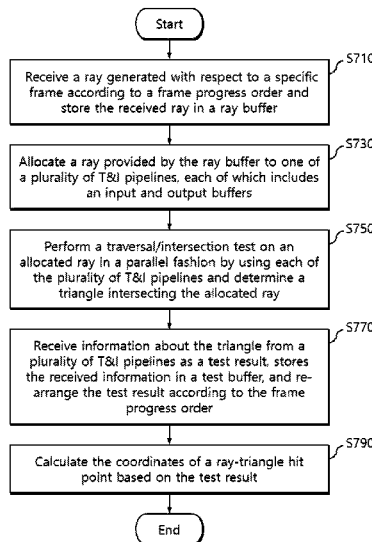 Start
S710
Receive a ray generated with respect to a specific
frame according to a frame progress order and
store the received ray in a ray buffer
S730
Allocate a ray provided by the ray buffer to one of
a plurality of T&I pipelines, each of which includes
an input and output buffers
S750
Perform a traversal/intersection test on an
allocated ray in a parallel fashion by using each
of the plurality of T&I pipelines and determine a
triangle intersecting the allocated ray
S770
Receive information about the triangle from a
plurality of T&I pipelines as a test result, stores
the received information in a test buffer, and re-
arrange the test result according to the frame
progress order
S790
Calculate the coordinates of a ray-triangle hit
point based on the test result
End